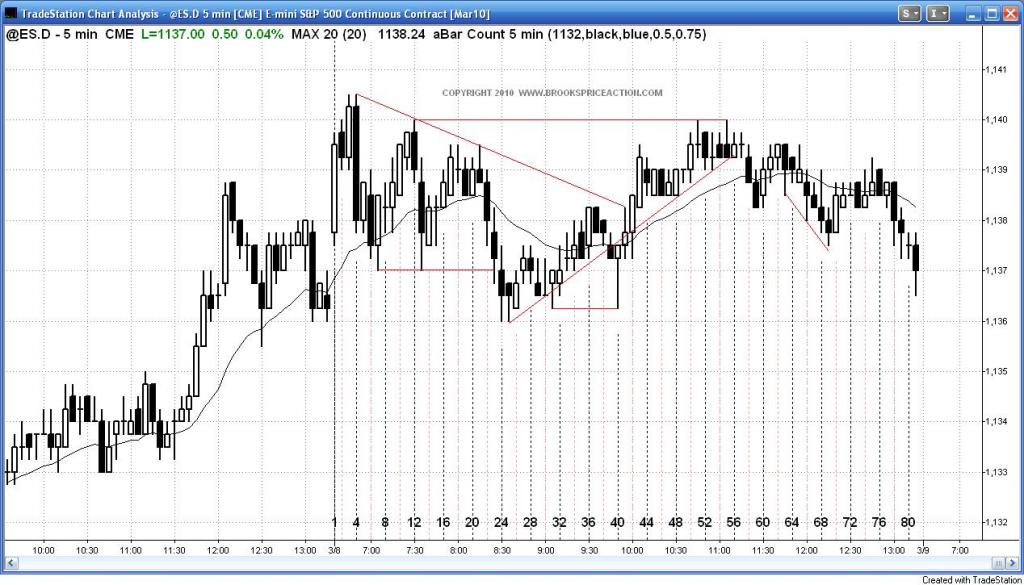 TradeStation Chart Analysis - @ES.D 5 min [CME] E-mini S&P 500 Continuous Contract [Mar10]
S I
@ES.D - 5 min CME L=1137.00 0.50 0.04% MAX 20 (20) 1138.24 aBar Count 5 min (1132,black,blue,0.5,0.75)
COPYRIGHT 2010 WWW.BROOKSPRICEACTION.COM
1,141
1,140
1,139
1,138
1,137
1,136
1,135
1,134
1,133
1,132
1 4 8 12 16 20 24 28 32 36 40 44 48 52 56 60 64 68 72 76 80
10:00 10:30 11:00 11:30 12:00 12:30 13:00 3/8 7:00 7:30 8:00 8:30 9:00 9:30 10:00 10:30 11:00 11:30 12:00 12:30 13:00 3/9 7:00
Created with TradeStation